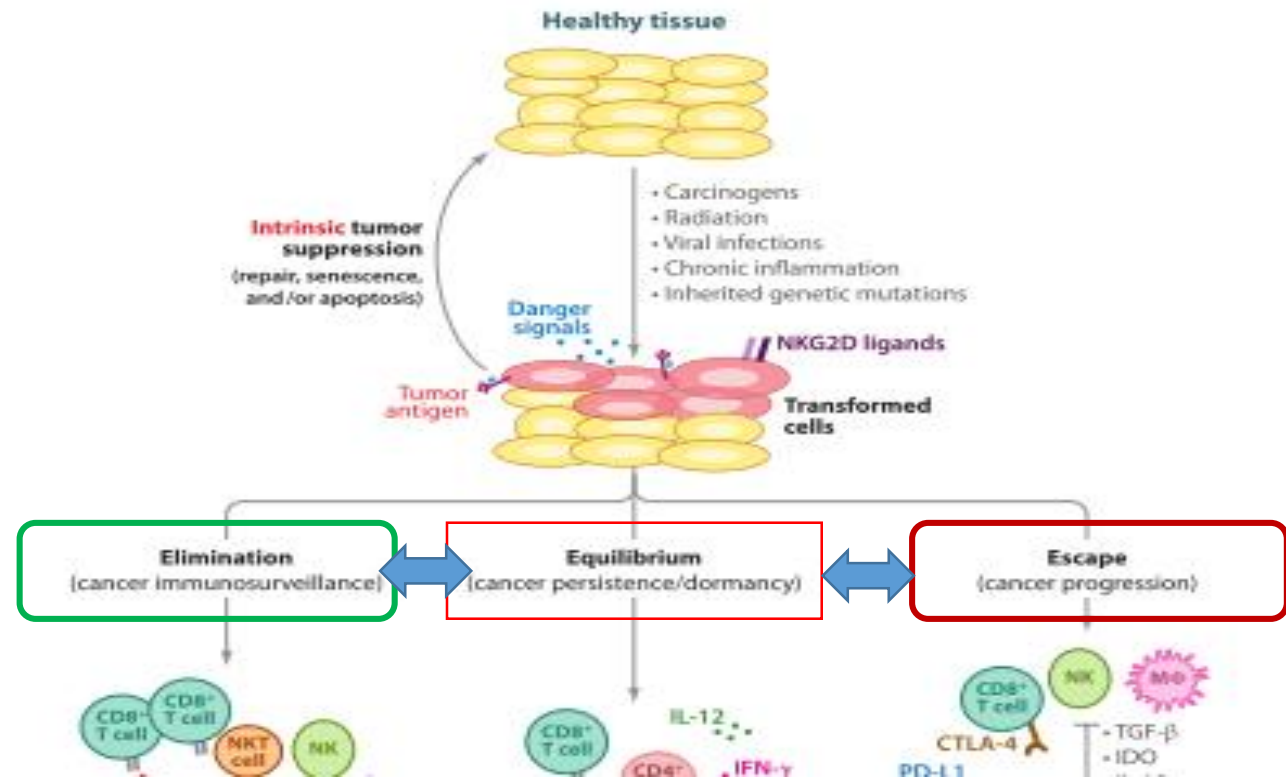 Healthy tissue
• Carcinogens
• Radiation
• Viral infections
• Chronic inflammation
• Inherited genetic mutations
Intrinsic tumor
suppression
(repair, senescence,
and /or apoptosis)
Danger
signals
NKG2D ligands
Tumor
antigen
Transformed
cells
Elimination
(cancer immunosurveillance)
Equilibrium
(cancer persistence/dormancy)
Escape
(cancer progression)
CD8+
T cell
CD8+
T cell
NKT
cell
NK
CD8+
T cell
IL-12
CD4+
IFN-γ
CD8+
T cell
NK
MΦ
CTLA-4
PD-L1
• TGF-β
• IDO